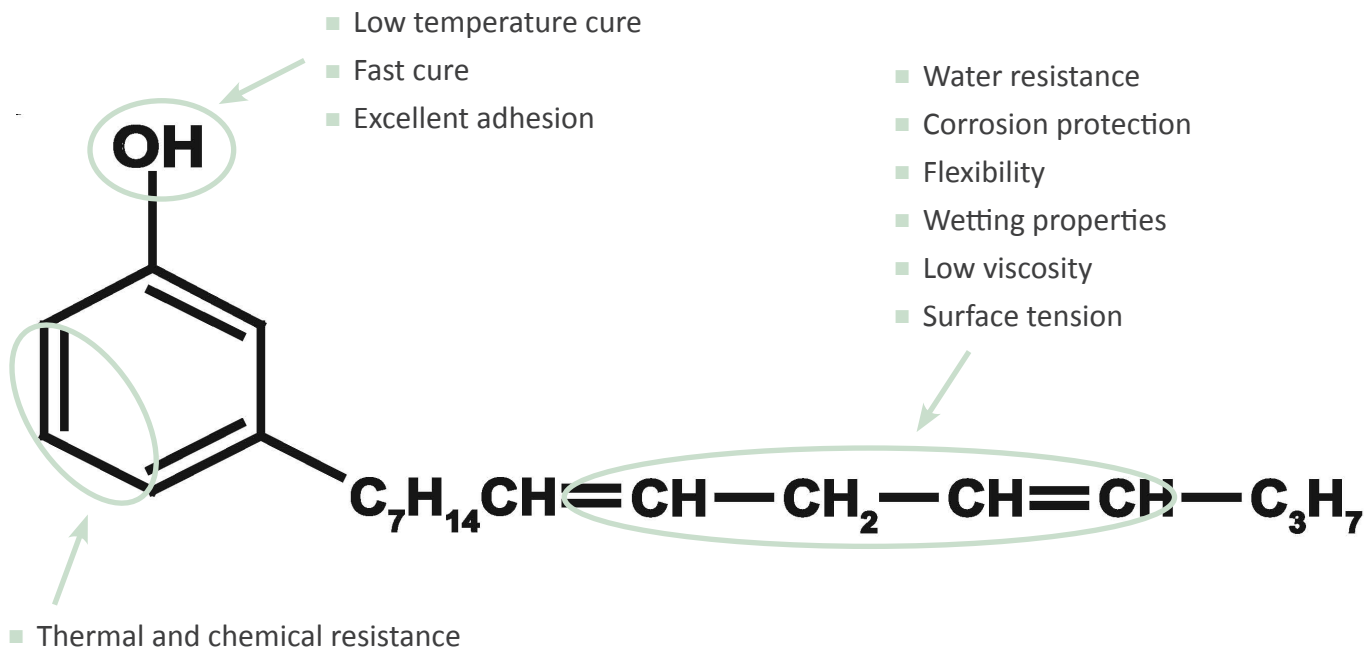 Low temperature cure
Fast cure
Excellent adhesion
Water resistance
Corrosion protection
Flexibility
Wetting properties
Low viscosity
Surface tension
OH
C₇H₁₄CH=CH—CH₂—CH=CH—C₃H₇
Thermal and chemical resistance